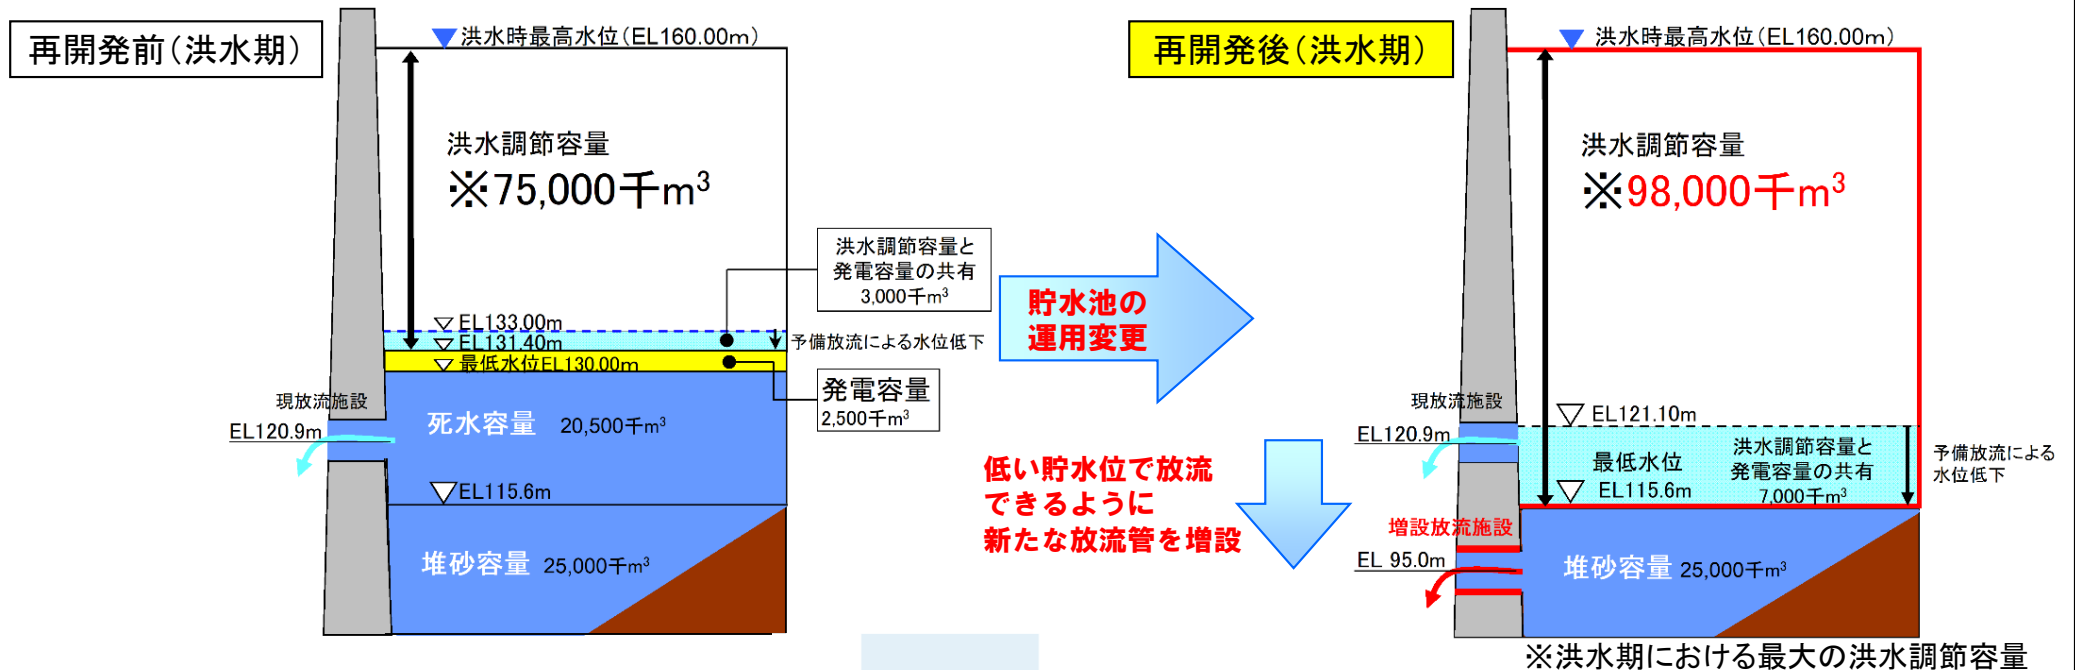 再開発前(洪水期)
洪水時最高水位(EL160.00m)
洪水調節容量
※75,000千m³
洪水調節容量と
発電容量の共有
3,000千m³
EL133.00m
EL131.40m
最低水位EL130.00m
予備放流による水位低下
発電容量
2,500千m³
現放流施設
EL120.9m
死水容量 20,500千m³
EL115.6m
堆砂容量 25,000千m³
貯水池の
運用変更
低い貯水位で放流
できるように
新たな放流管を増設
再開発後(洪水期)
洪水時最高水位(EL160.00m)
洪水調節容量
※98,000千m³
現放流施設
EL120.9m
EL121.10m
最低水位
EL115.6m
洪水調節容量と
発電容量の共有
7,000千m³
予備放流による
水位低下
増設放流施設
EL 95.0m
堆砂容量 25,000千m³
※洪水期における最大の洪水調節容量